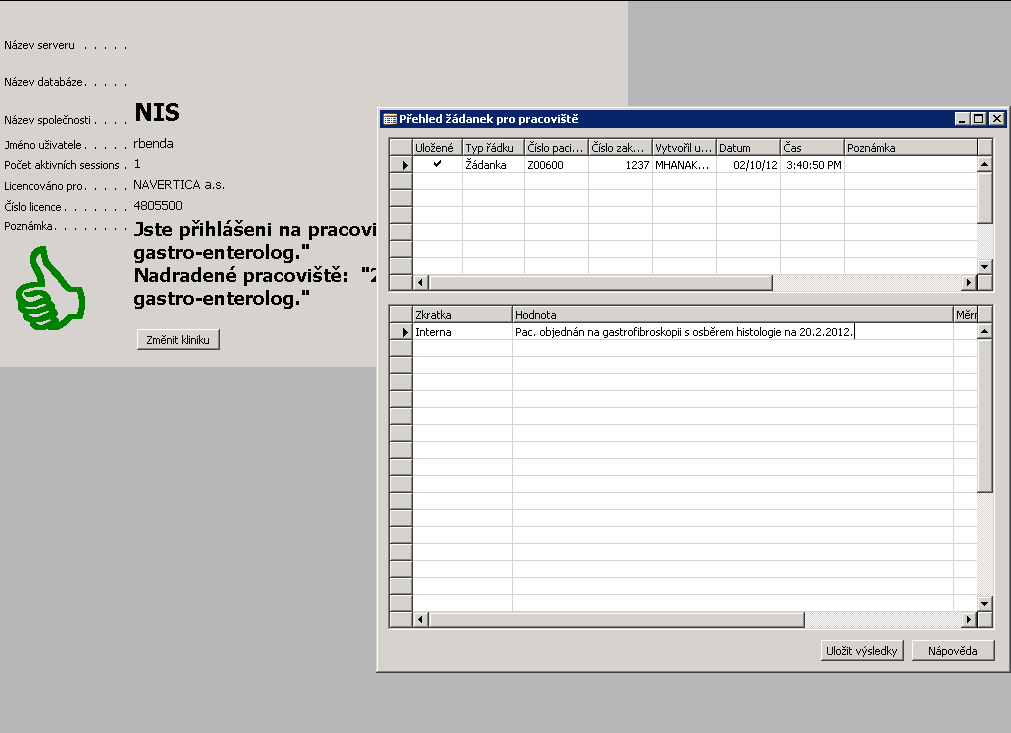 Název serveru . . . . .
Název databáze . . . . .
Název společnosti . . . . NIS
Jméno uživatele . . . . . rbenda
Počet aktivních sessions . 1
Licencováno pro . . . . . NAVERTICA a.s.
Číslo licence . . . . . . . 4805500
Poznámka . . . . . . . . Jste přihlášeni na pracovi
gastro-enterolog."
Nadradené pracoviště: "2
gastro-enterolog."
Změnit kliniku
Přehled žádanek pro pracoviště
Uložené Typ řádku Číslo paci... Číslo zak... Vytvořil u... Datum Čas Poznámka
Žádanka Z00600 1237 MHANAK... 02/10/12 3:40:50 PM
Zkratka Hodnota Měrn
Interna Pac. objednán na gastrofibroskopii s osběrem histologie na 20.2.2012.
Uložit výsledky Nápověda